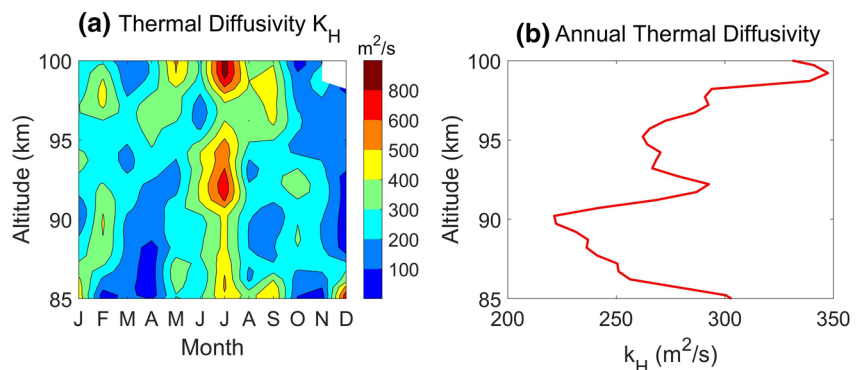 (a) Thermal Diffusivity K_H
m²/s
100
95
90
85
Altitude (km)
J F M A M J J A S O N D
Month
800
700
600
500
400
300
200
100
(b) Annual Thermal Diffusivity
100
95
90
85
Altitude (km)
200 250 300 350
k_H (m²/s)